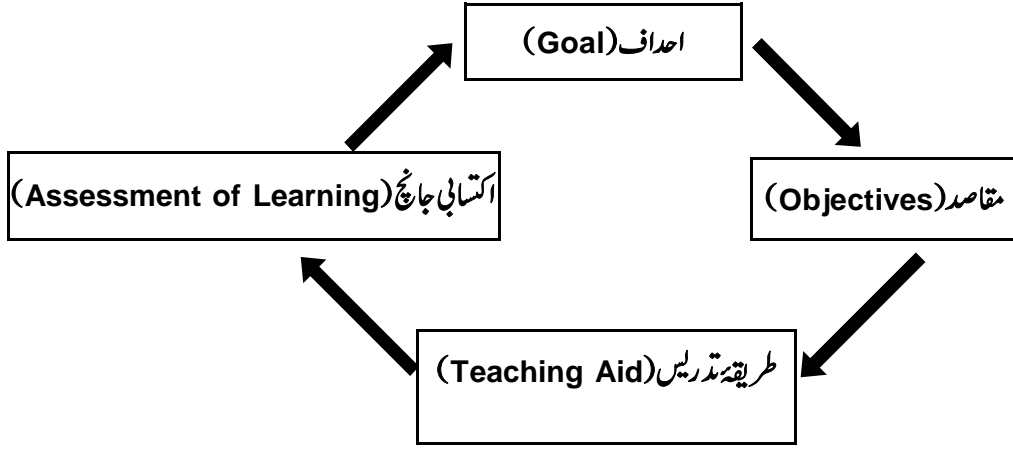 احداف(Goal)
مقاصد(Objectives)
طریقۂ تدریس(Teaching Aid)
اکتسابی جانچ(Assessment of Learning)